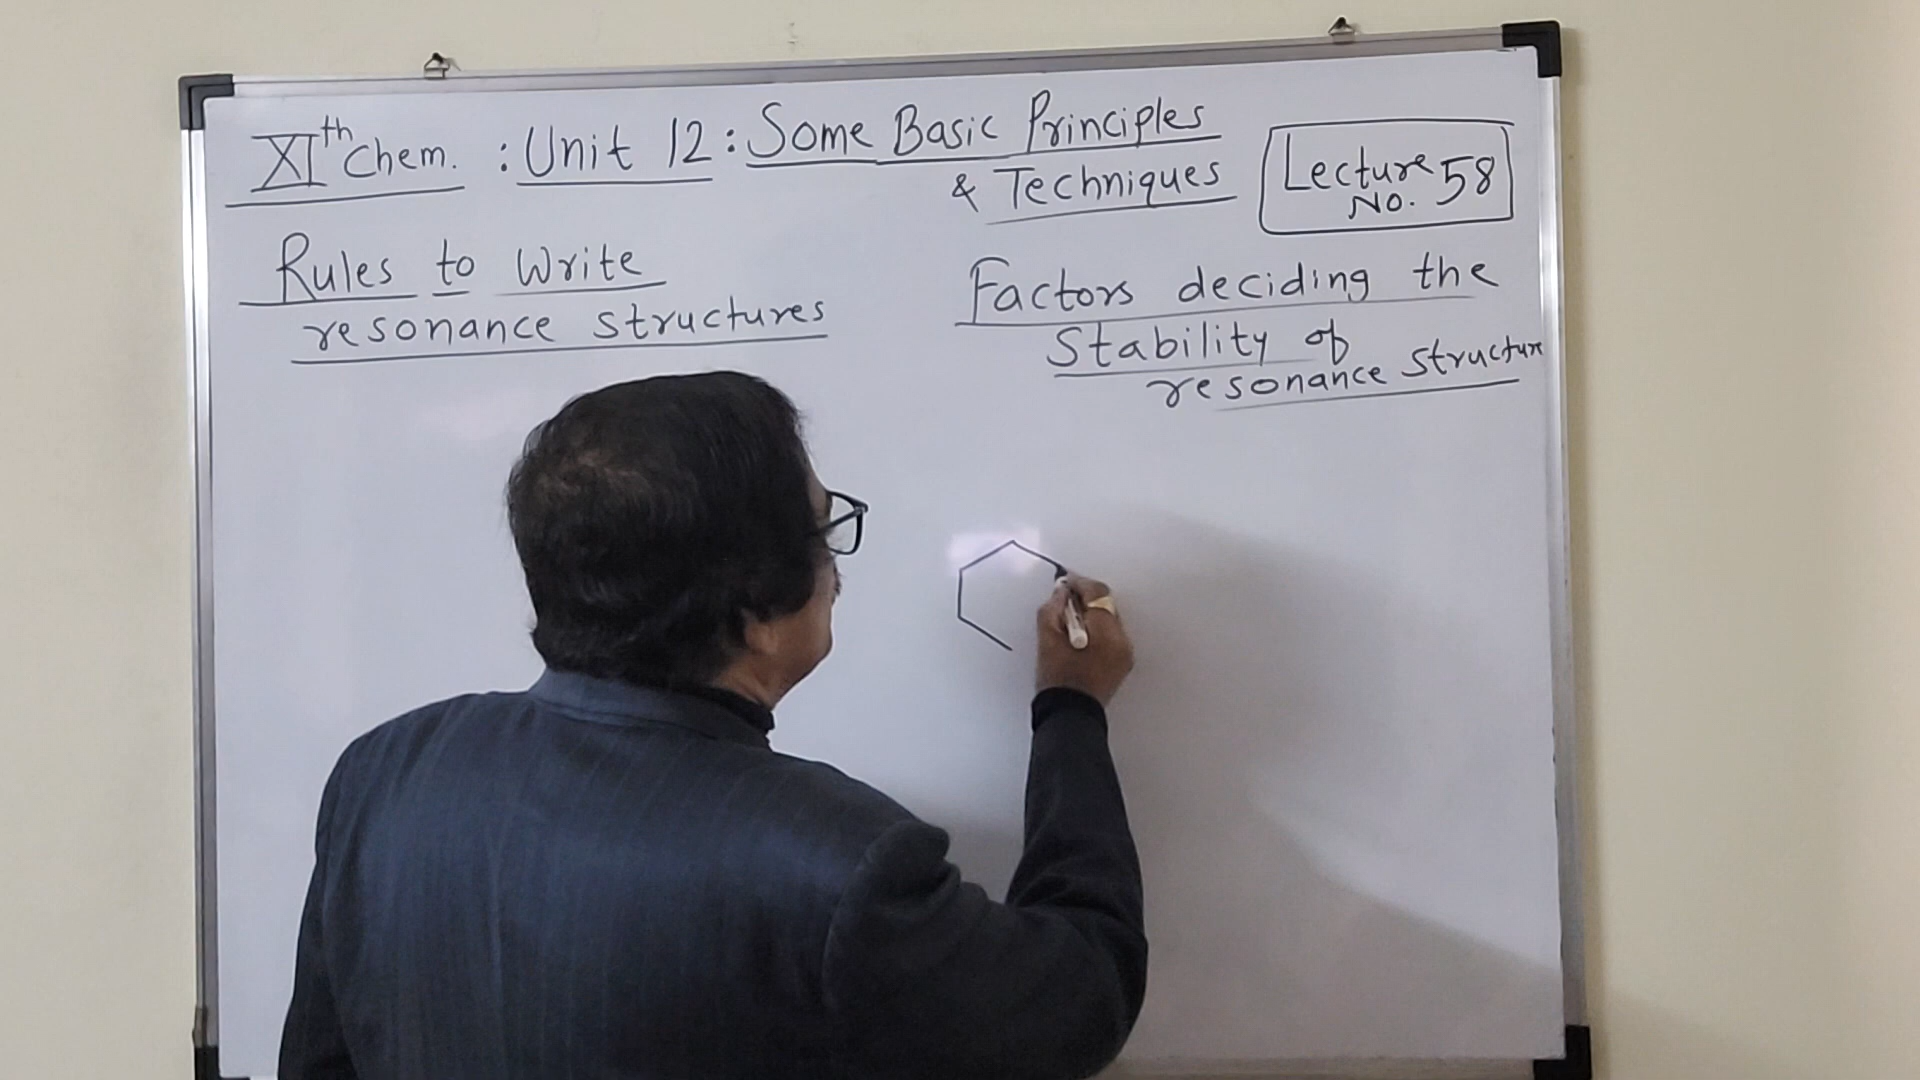 XIth Chem. : Unit 12 : Some Basic Principles
& Techniques
Lecture No. 58
Rules to Write
resonance structures
Factors deciding the
Stability of
resonance structure